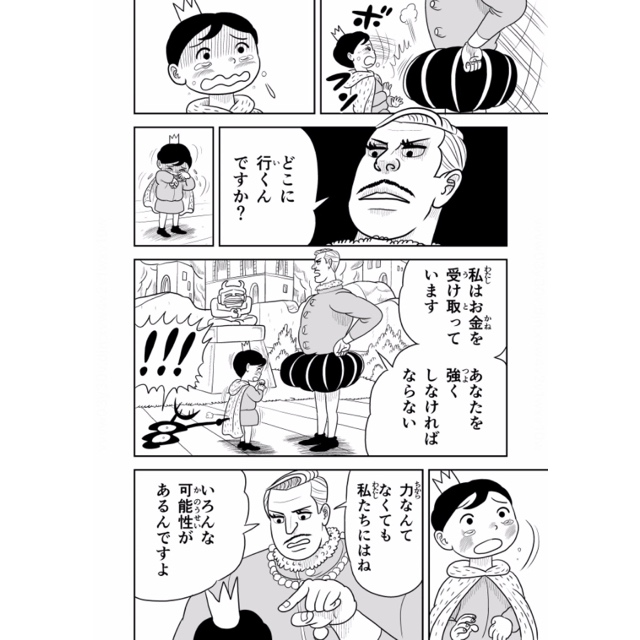 ボ
フン
どこに
行くん
ですか？
私はお金を
受け取って
います
あなたを
強く
しなければ
ならない
!!!
力なんて
なくても
私たちにはね
いろんな
可能性が
あるんですよ